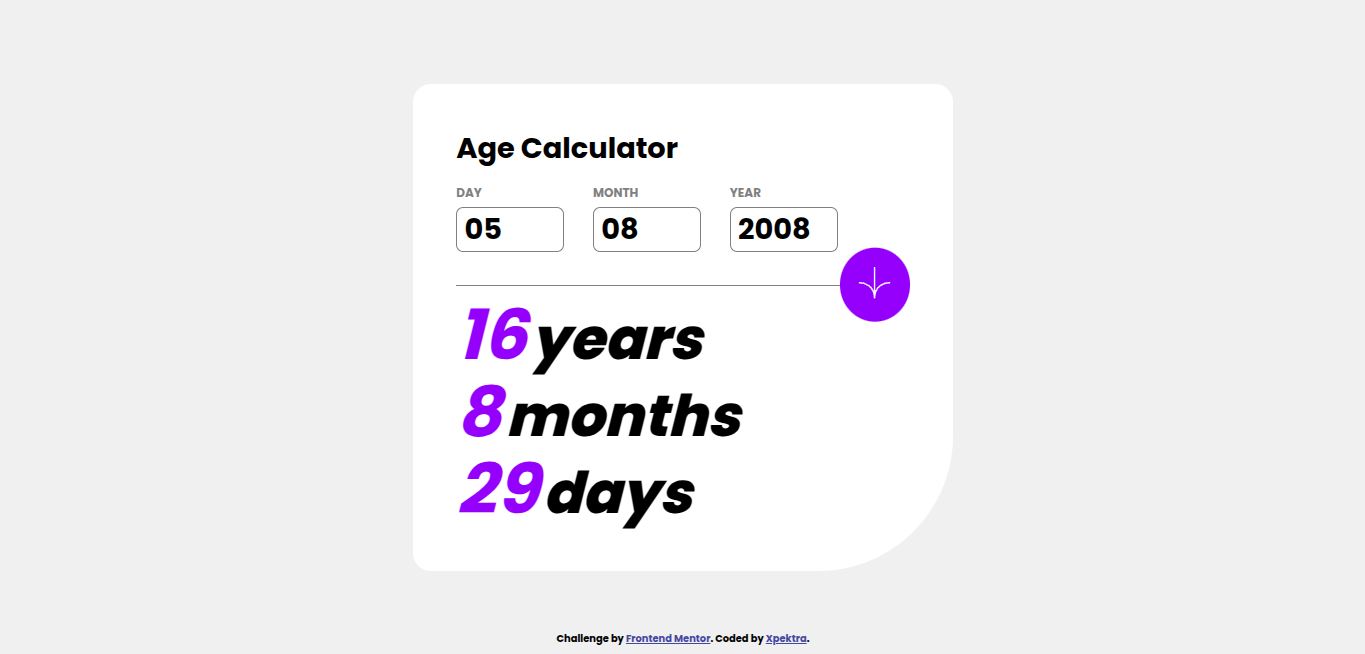 Age Calculator
DAY MONTH YEAR
05 08 2008
16 years
8 months
29 days
Challenge by Frontend Mentor. Coded by Xpektra.